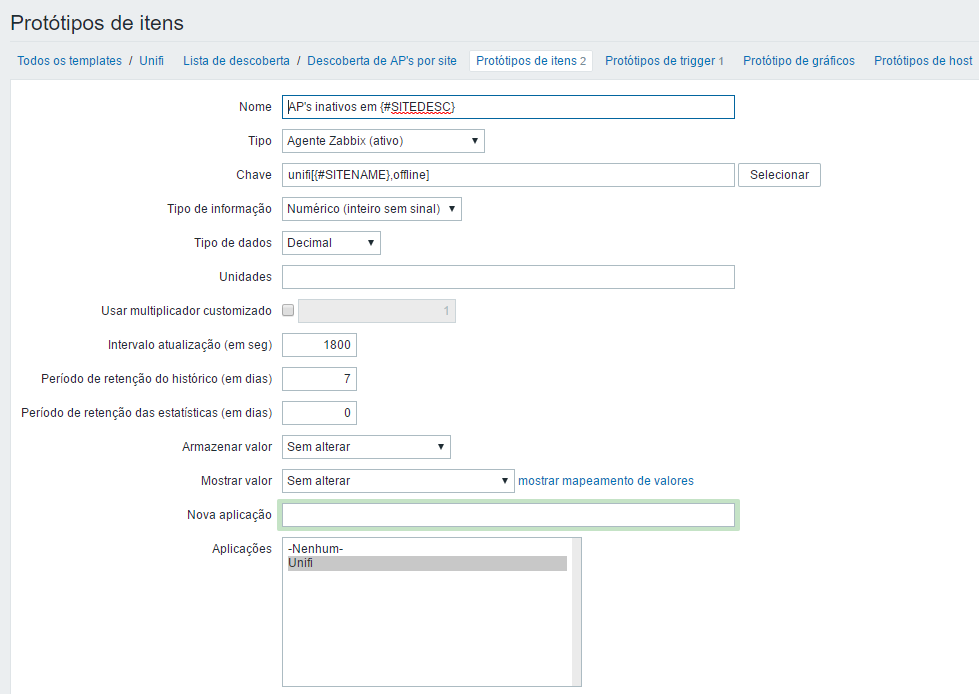 Protótipos de itens
Todos os templates / Unifi Lista de descoberta / Descoberta de AP's por site Protótipos de itens 2 Protótipos de trigger 1 Protótipo de gráficos Protótipos de host
Nome AP's inativos em {#SITEDESC}
Tipo Agente Zabbix (ativo)
Chave unifi[{#SITENAME},offline] Selecionar
Tipo de informação Numérico (inteiro sem sinal)
Tipo de dados Decimal
Unidades
Usar multiplicador customizado 1
Intervalo atualização (em seg) 1800
Período de retenção do histórico (em dias) 7
Período de retenção das estatísticas (em dias) 0
Armazenar valor Sem alterar
Mostrar valor Sem alterar mostrar mapeamento de valores
Nova aplicação
Aplicações -Nenhum-
Unifi